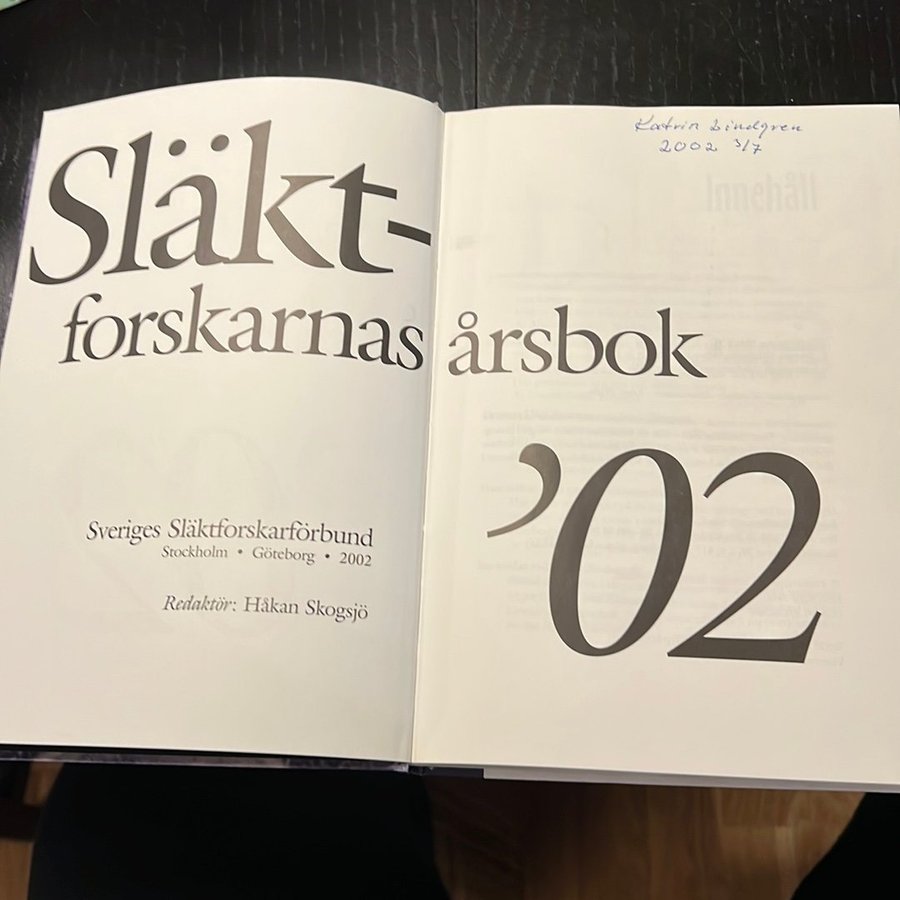 Släkt-
forskarnas årsbok
’02
Sveriges Släktforskarförbund
Stockholm • Göteborg • 2002
Redaktör: Håkan Skogsjö
Katrin Lindgren
2002 3/7
Innehåll